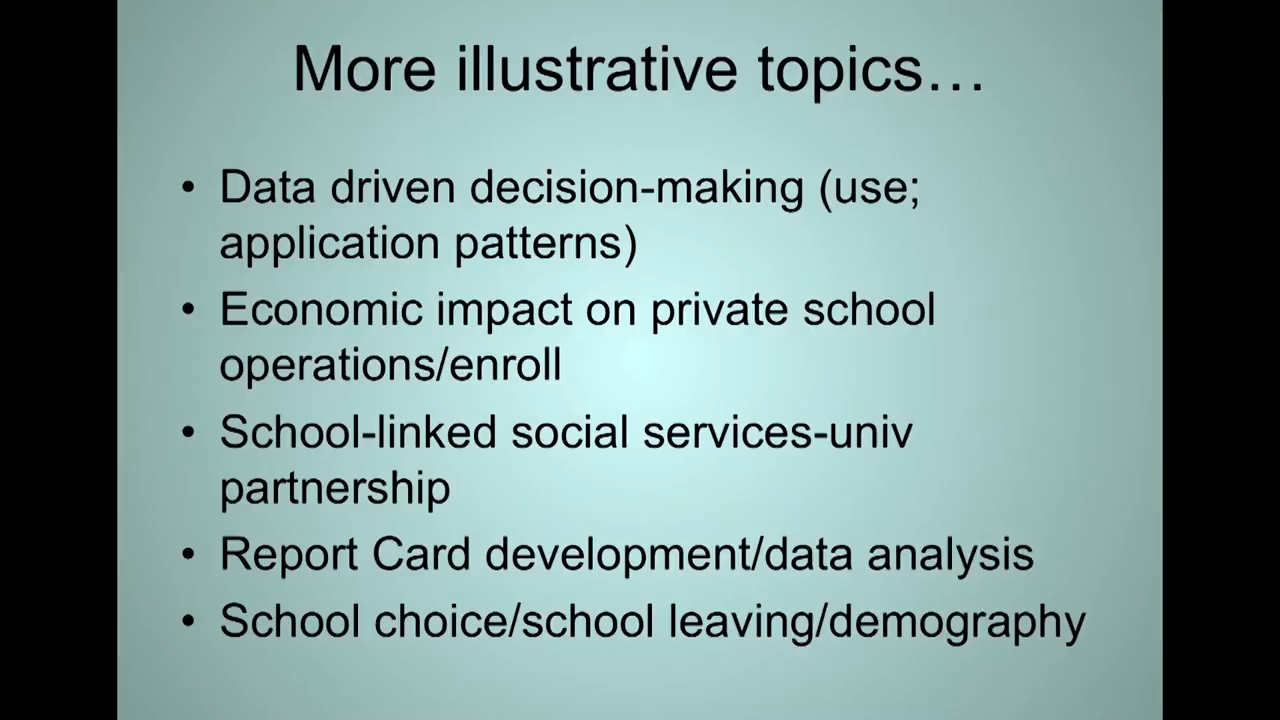 More illustrative topics…
• Data driven decision-making (use;
application patterns)
• Economic impact on private school
operations/enroll
• School-linked social services-univ
partnership
• Report Card development/data analysis
• School choice/school leaving/demography